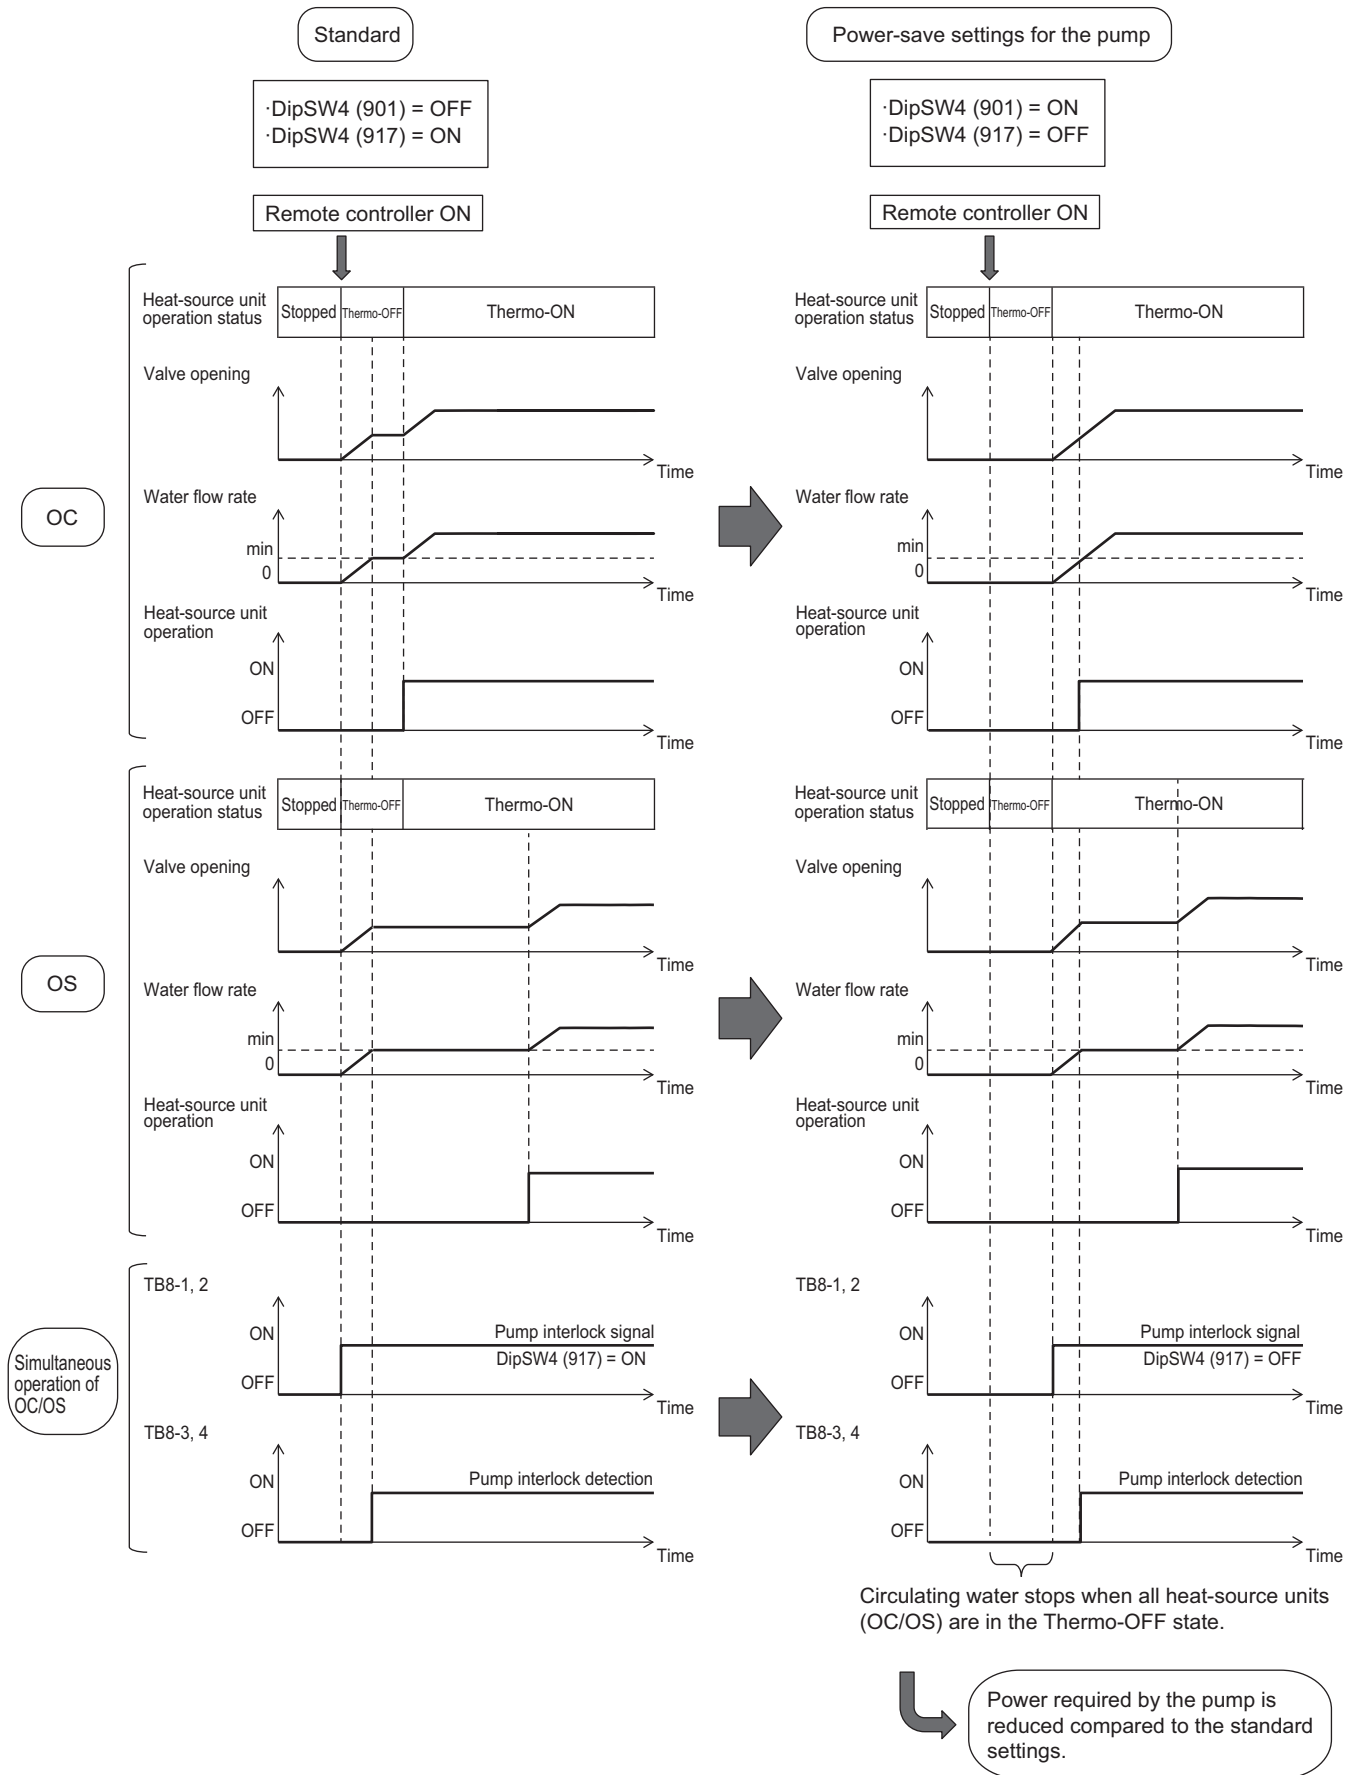 Standard
·DipSW4 (901) = OFF
·DipSW4 (917) = ON
Remote controller ON
Power-save settings for the pump
·DipSW4 (901) = ON
·DipSW4 (917) = OFF
Remote controller ON
OC
Heat-source unit
operation status
Stopped
Thermo-OFF
Thermo-ON
Valve opening
Time
Water flow rate
min
0
Time
Heat-source unit
operation
ON
OFF
Time
Heat-source unit
operation status
Stopped
Thermo-OFF
Thermo-ON
Valve opening
Time
Water flow rate
min
0
Time
Heat-source unit
operation
ON
OFF
Time
OS
Heat-source unit
operation status
Stopped
Thermo-OFF
Thermo-ON
Valve opening
Time
Water flow rate
min
0
Time
Heat-source unit
operation
ON
OFF
Time
Heat-source unit
operation status
Stopped
Thermo-OFF
Thermo-ON
Valve opening
Time
Water flow rate
min
0
Time
Heat-source unit
operation
ON
OFF
Time
Simultaneous
operation of
OC/OS
TB8-1, 2
ON
OFF
Pump interlock signal
DipSW4 (917) = ON
Time
TB8-3, 4
ON
OFF
Pump interlock detection
Time
TB8-1, 2
ON
OFF
Pump interlock signal
DipSW4 (917) = OFF
Time
TB8-3, 4
ON
OFF
Pump interlock detection
Time
Circulating water stops when all heat-source units
(OC/OS) are in the Thermo-OFF state.
Power required by the pump is
reduced compared to the standard
settings.